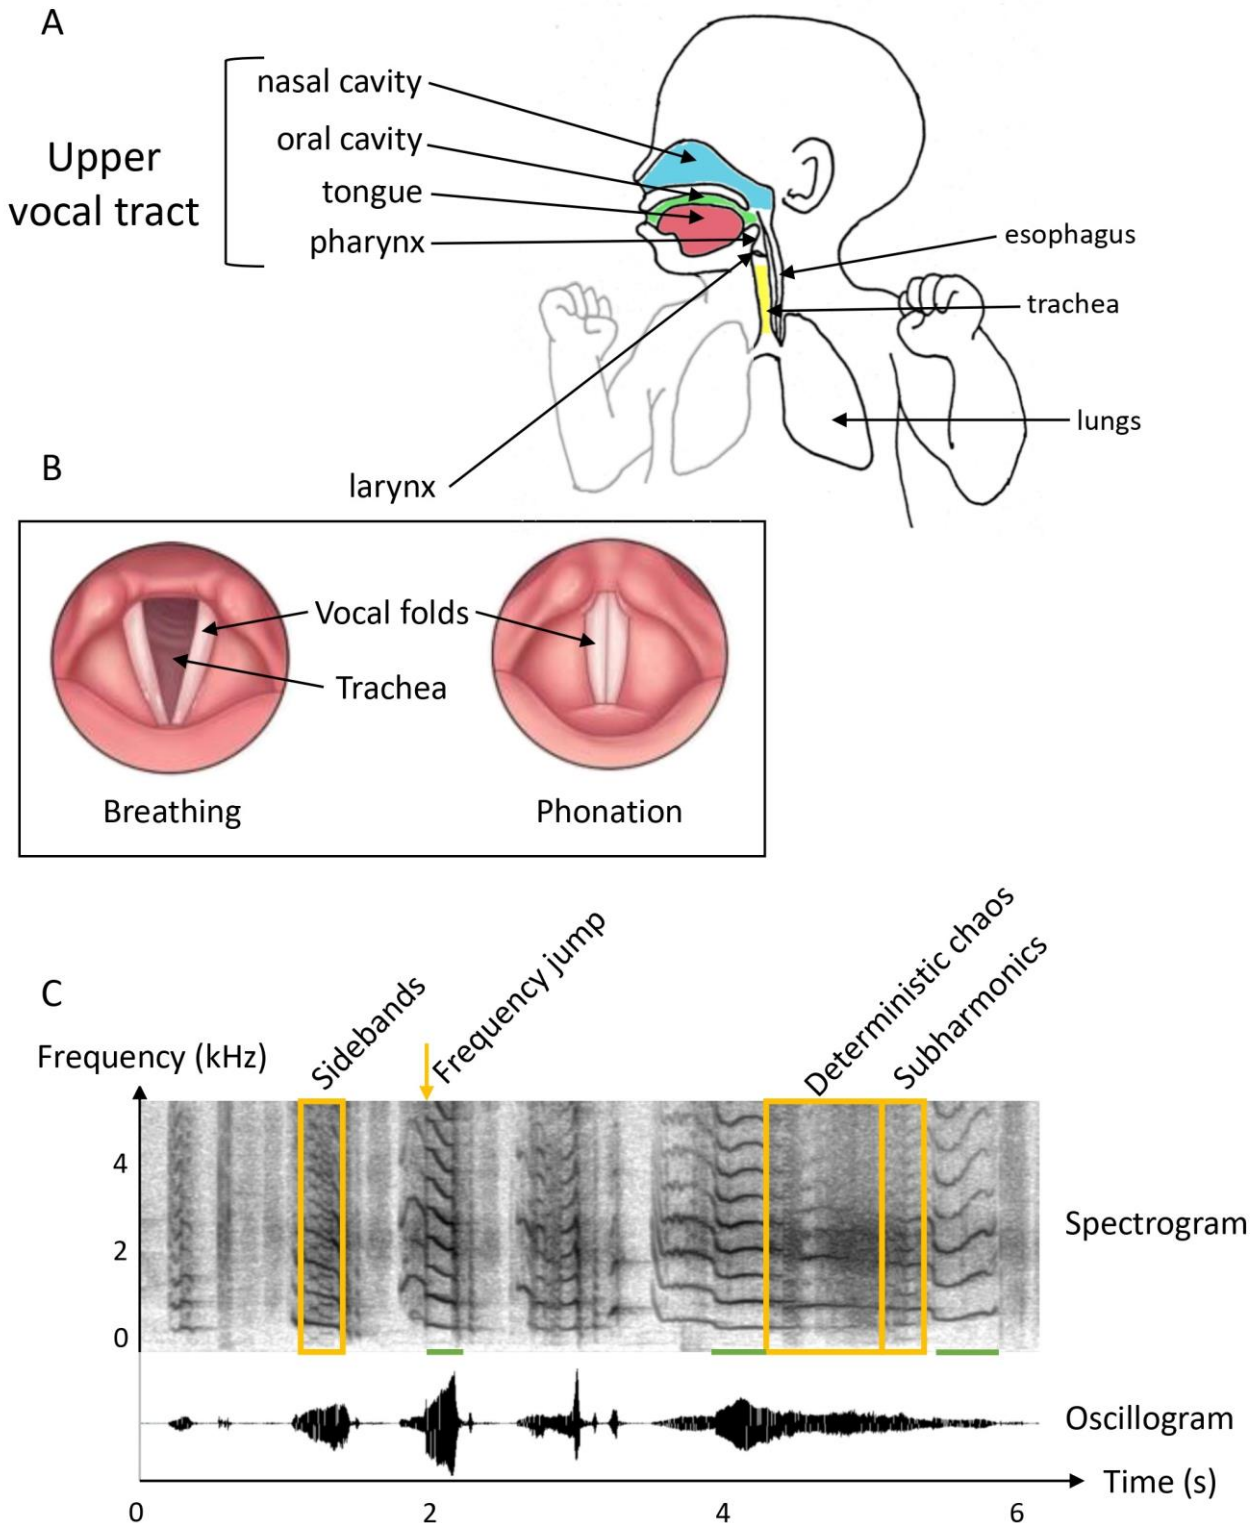 A
nasal cavity
oral cavity
tongue
pharynx
Upper
vocal tract
esophagus
trachea
lungs
larynx
B
Vocal folds
Trachea
Breathing
Phonation
C
Frequency (kHz)
Sidebands
Frequency jump
Deterministic chaos
Subharmonics
4
2
0
Spectrogram
Oscillogram
Time (s)
0 2 4 6